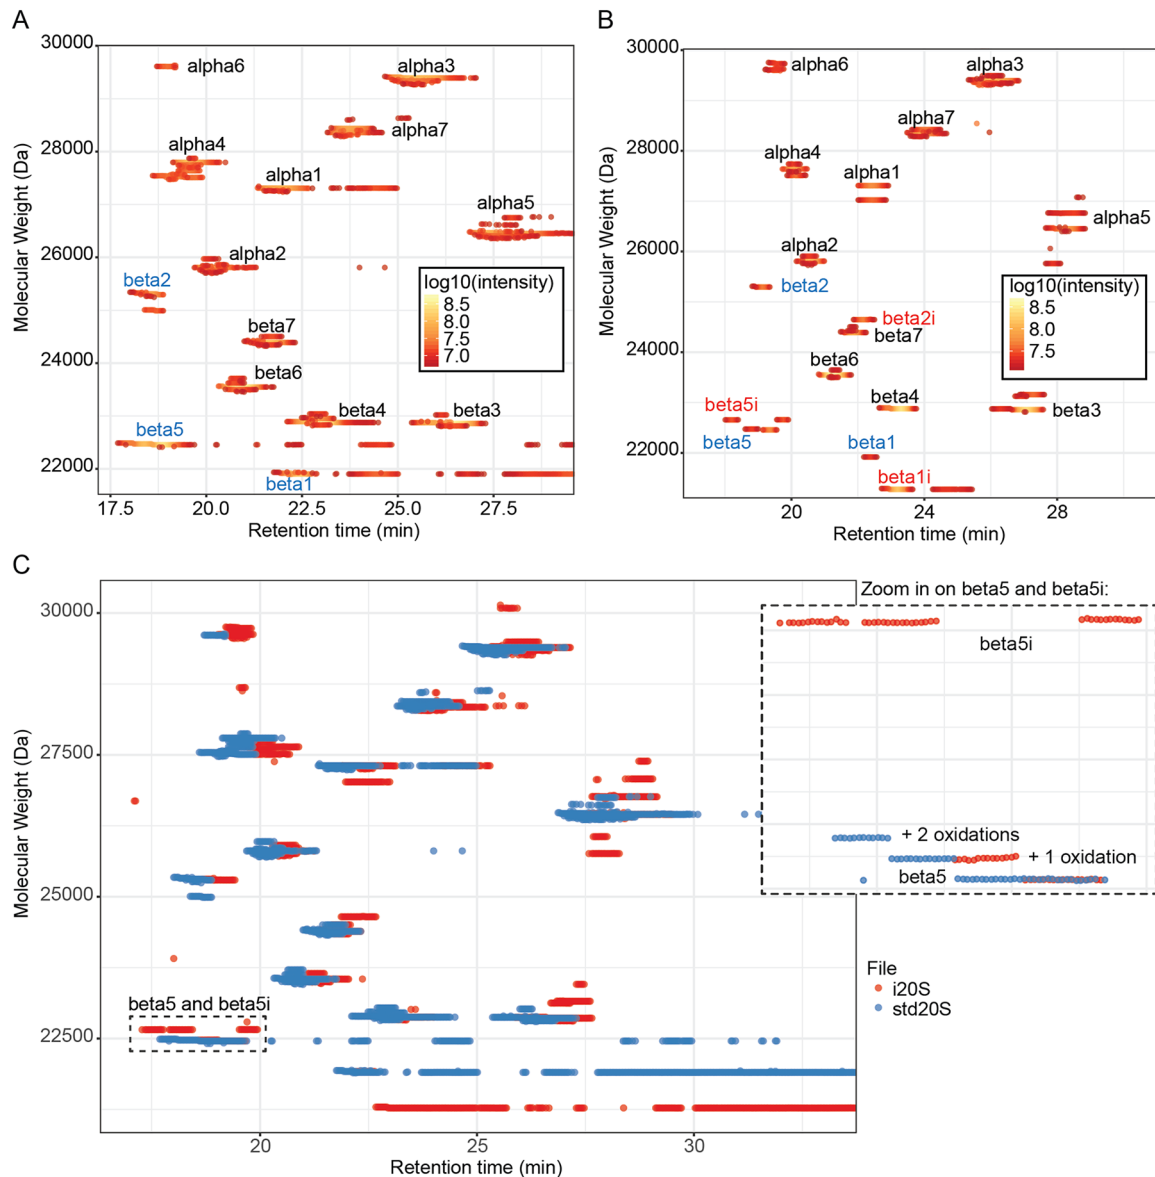 A
30000
28000
26000
24000
22000
Molecular Weight (Da)
alpha6
alpha3
alpha7
alpha4
alpha1
alpha5
alpha2
beta2
beta7
beta6
beta4
beta3
beta5
beta1
log10(intensity)
8.5
8.0
7.5
7.0
17.5
20.0
22.5
25.0
27.5
Retention time (min)
B
30000
28000
26000
24000
22000
Molecular Weight (Da)
alpha6
alpha3
alpha7
alpha4
alpha1
alpha5
alpha2
beta2
beta2i
beta7
beta6
beta4
beta3
beta5i
beta5
beta1
beta1i
log10(intensity)
8.5
8.0
7.5
20
24
28
Retention time (min)
C
30000
27500
25000
22500
Molecular Weight (Da)
beta5 and beta5i
20
25
30
Retention time (min)
Zoom in on beta5 and beta5i:
beta5i
+ 2 oxidations
+ 1 oxidation
beta5
File
i20S
std20S